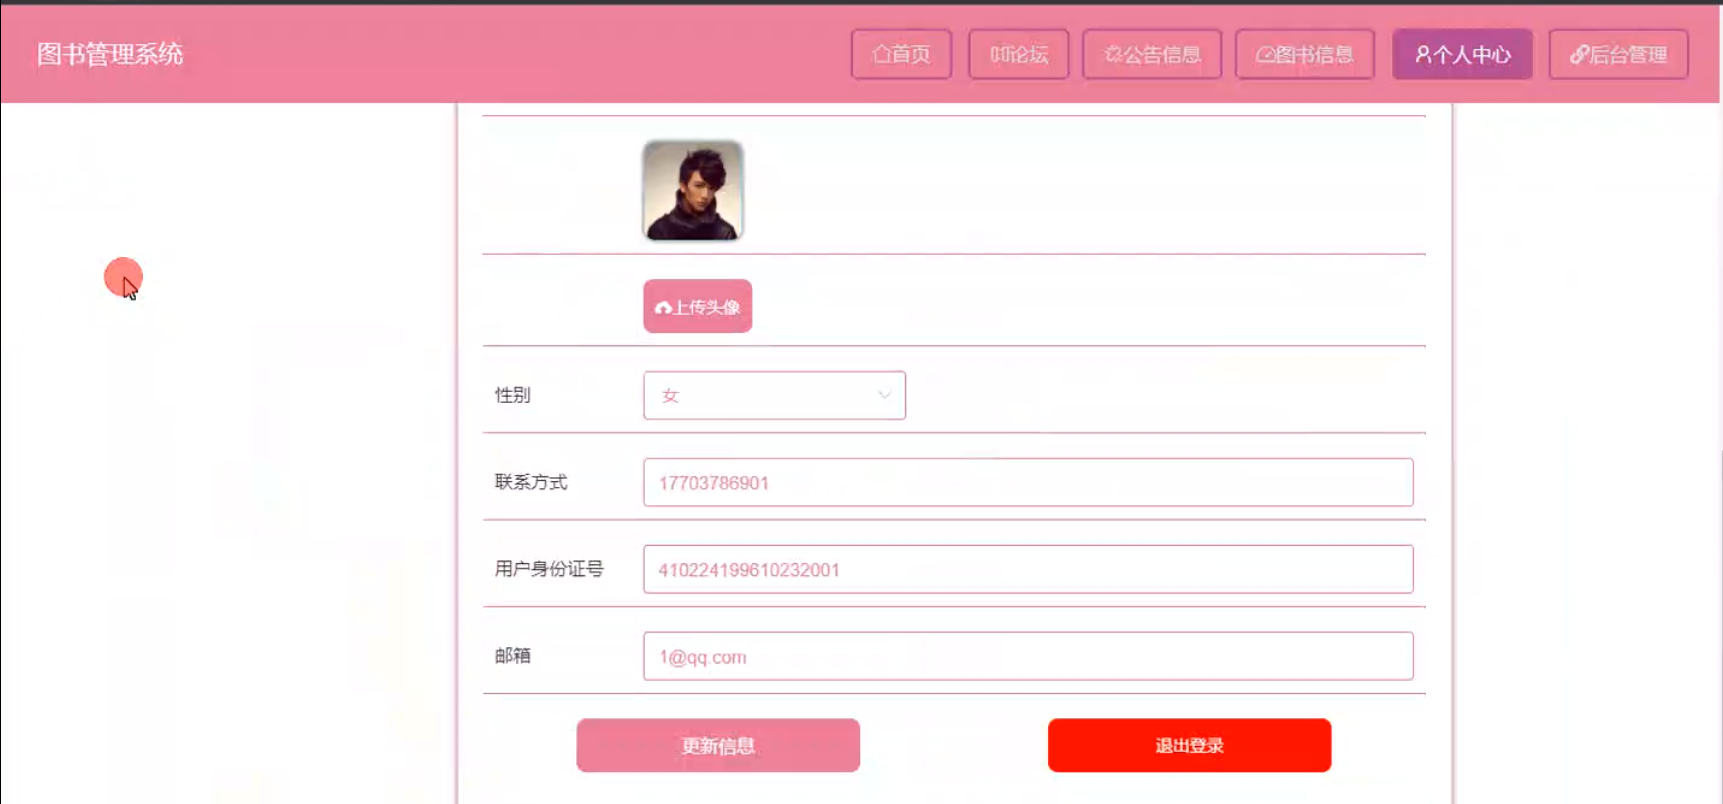 图书管理系统
首页 论坛 公告信息 图书信息 个人中心 后台管理
上传头像
性别 女
联系方式 17703786901
用户身份证号 410224199610232001
邮箱 1@qq.com
更新信息 退出登录